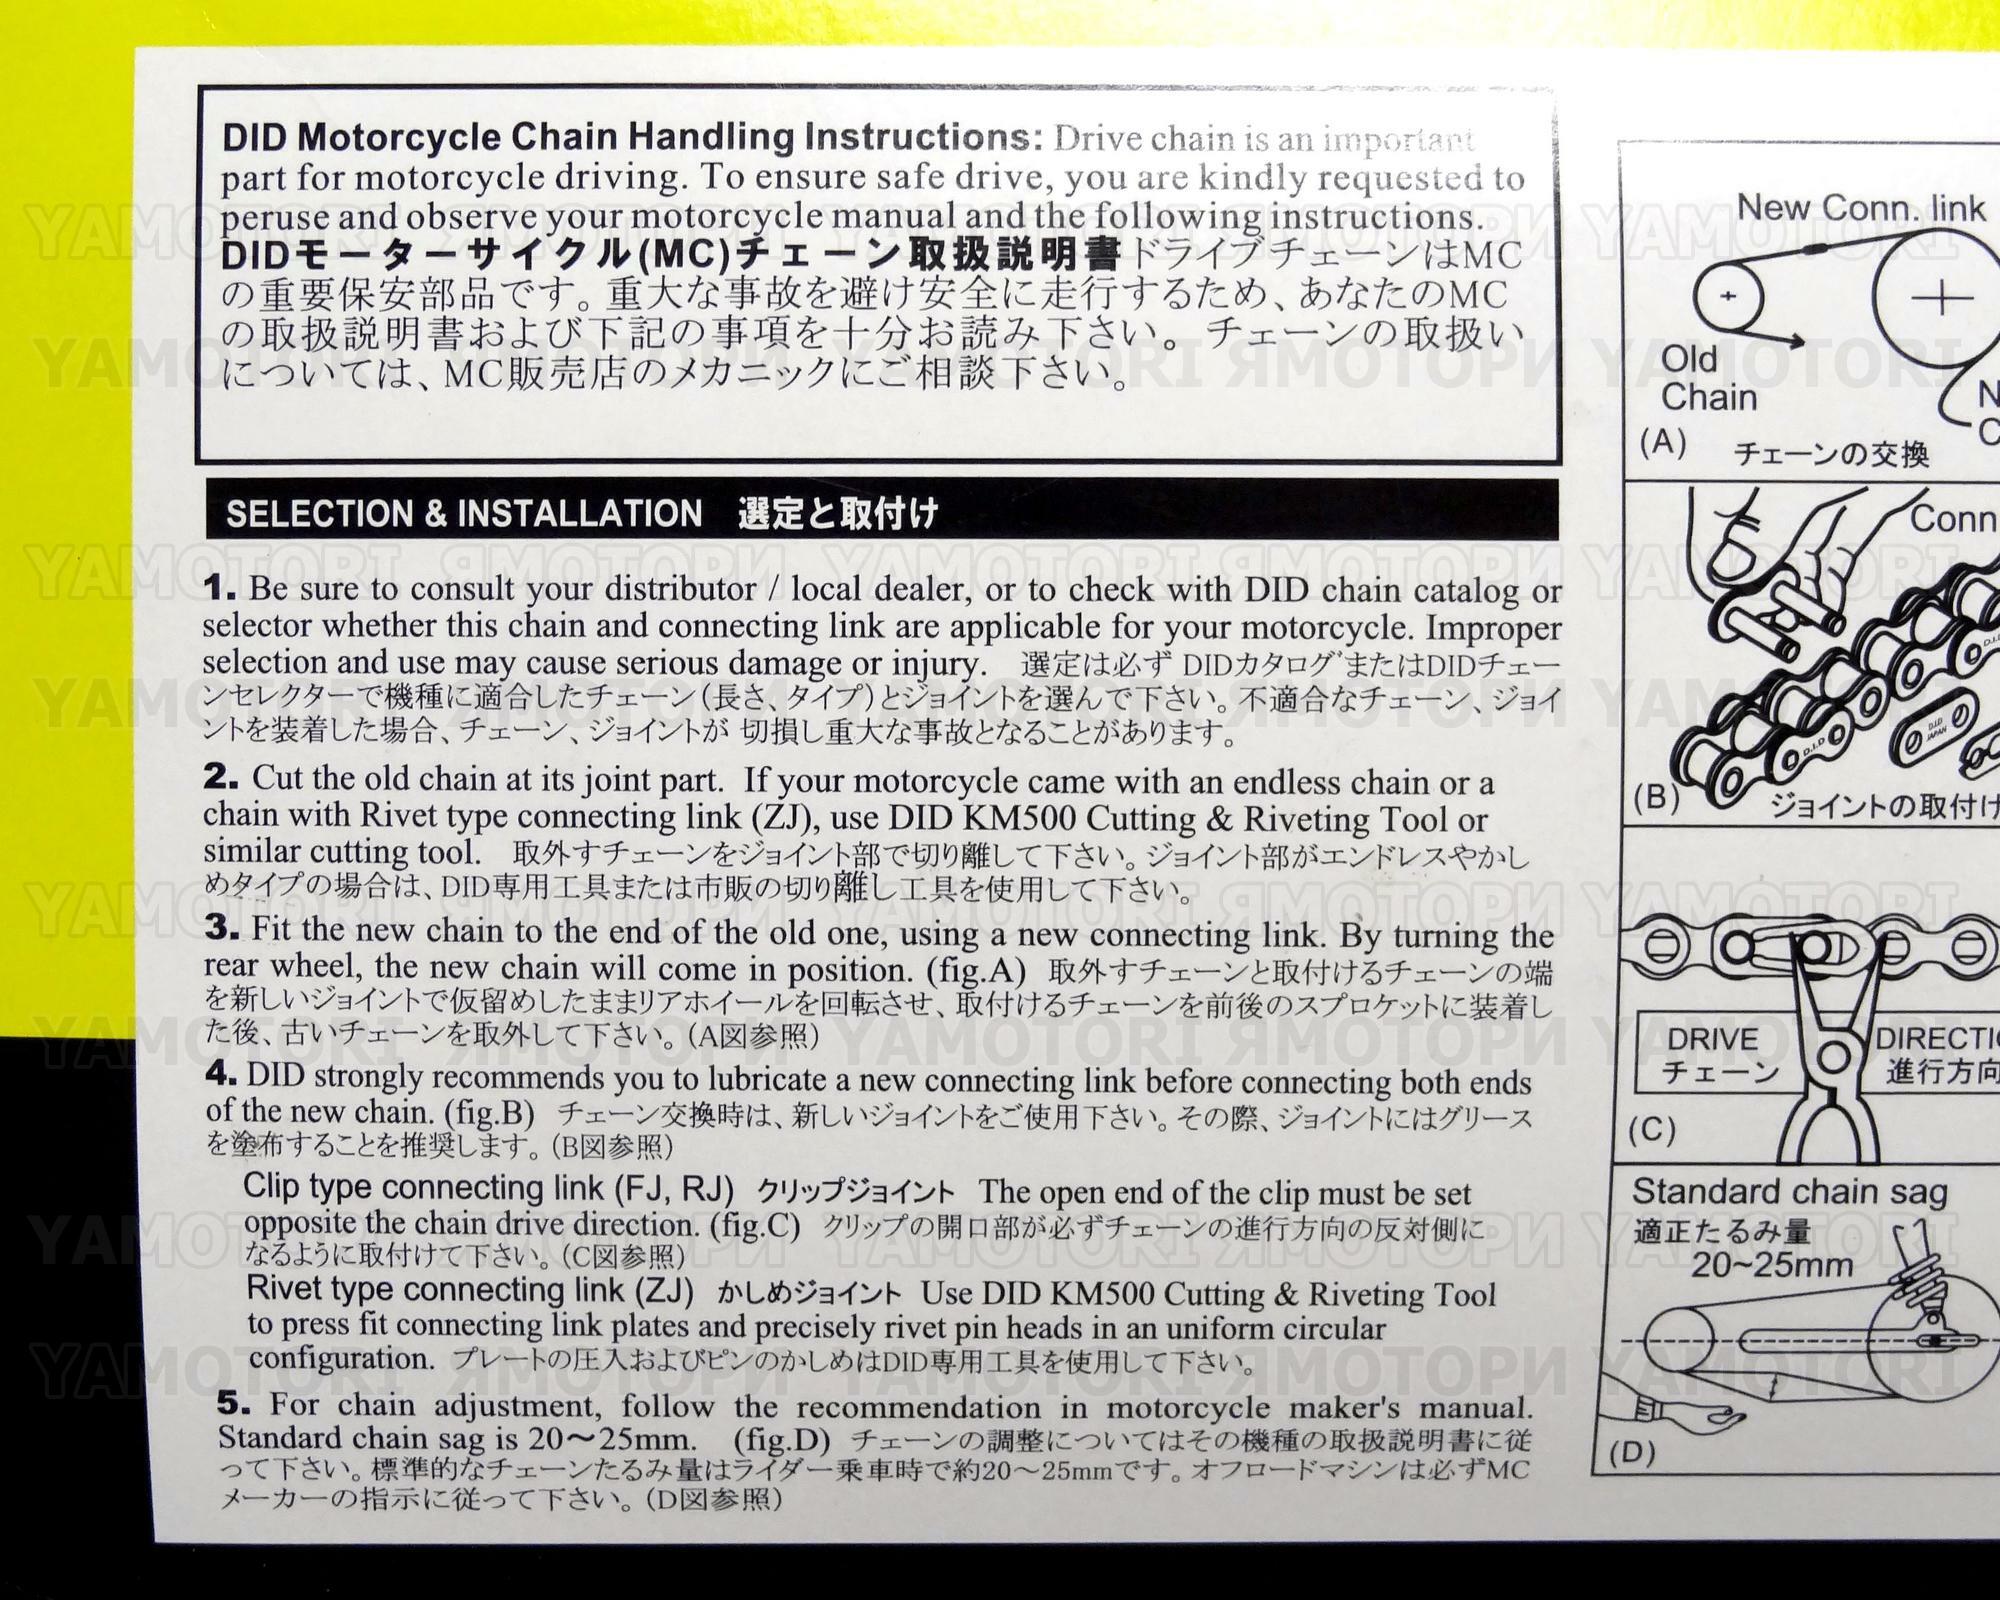 DID Motorcycle Chain Handling Instructions: Drive chain is an important
part for motorcycle driving. To ensure safe drive, you are kindly requested to
peruse and observe your motorcycle manual and the following instructions.
DIDモーターサイクル(MC)チェーン取扱説明書ドライブチェーンはMC
の重要保安部品です。重大な事故を避け安全に走行するため、あなたのMC
の取扱説明書および下記の事項を十分お読み下さい。チェーンの取扱い
については、MC販売店のメカニックにご相談下さい。
SELECTION & INSTALLATION 選定と取付け
1. Be sure to consult your distributor / local dealer, or to check with DID chain catalog or
selector whether this chain and connecting link are applicable for your motorcycle. Improper
selection and use may cause serious damage or injury. 選定は必ず DIDカタログまたはDIDチェー
ンセレクターで機種に適合したチェーン(長さ、タイプ)とジョイントを選んで下さい。不適合なチェーン、ジョイ
ントを装着した場合、チェーン、ジョイントが 切損し重大な事故となることがあります。
2. Cut the old chain at its joint part. If your motorcycle came with an endless chain or a
chain with Rivet type connecting link (ZJ), use DID KM500 Cutting & Riveting Tool or
similar cutting tool. 取外すチェーンをジョイント部で切り離して下さい。ジョイント部がエンドレスやかし
めタイプの場合は、DID専用工具または市販の切り離し工具を使用して下さい。
3. Fit the new chain to the end of the old one, using a new connecting link. By turning the
rear wheel, the new chain will come in position. (fig.A) 取外すチェーンと取付けるチェーンの端
を新しいジョイントで仮留めしたままリアホイールを回転させ、取付けるチェーンを前後のスプロケットに装着し
た後、古いチェーンを取外して下さい。(A図参照)
4. DID strongly recommends you to lubricate a new connecting link before connecting both ends
of the new chain. (fig.B) チェーン交換時は、新しいジョイントをご使用下さい。その際、ジョイントにはグリース
を塗布することを推奨します。(B図参照)
Clip type connecting link (FJ, RJ) クリップジョイント The open end of the clip must be set
opposite the chain drive direction. (fig.C) クリップの開口部が必ずチェーンの進行方向の反対側に
なるように取付けて下さい。(C図参照)
Rivet type connecting link (ZJ) かしめジョイント Use DID KM500 Cutting & Riveting Tool
to press fit connecting link plates and precisely rivet pin heads in an uniform circular
configuration. プレートの圧入およびピンのかしめはDID専用工具を使用して下さい。
5. For chain adjustment, follow the recommendation in motorcycle maker's manual.
Standard chain sag is 20〜25mm. (fig.D) チェーンの調整についてはその機種の取扱説明書に従
って下さい。標準的なチェーンたるみ量はライダー乗車時で約20〜25mmです。オフロードマシンは必ずMC
メーカーの指示に従って下さい。(D図参照)
New Conn. link
Old
Chain
N
C
(A) チェーンの交換
Conn
D.I.D
D.I.D
JAPAN
(B) ジョイントの取付け
DRIVE
チェーン
DIRECTIO
進行方向
(C)
Standard chain sag
適正たるみ量
20~25mm
(D)
YAMOTORI ЯМОТОРИ YAMOTORI ЯМОТОРИ YAMOTORI